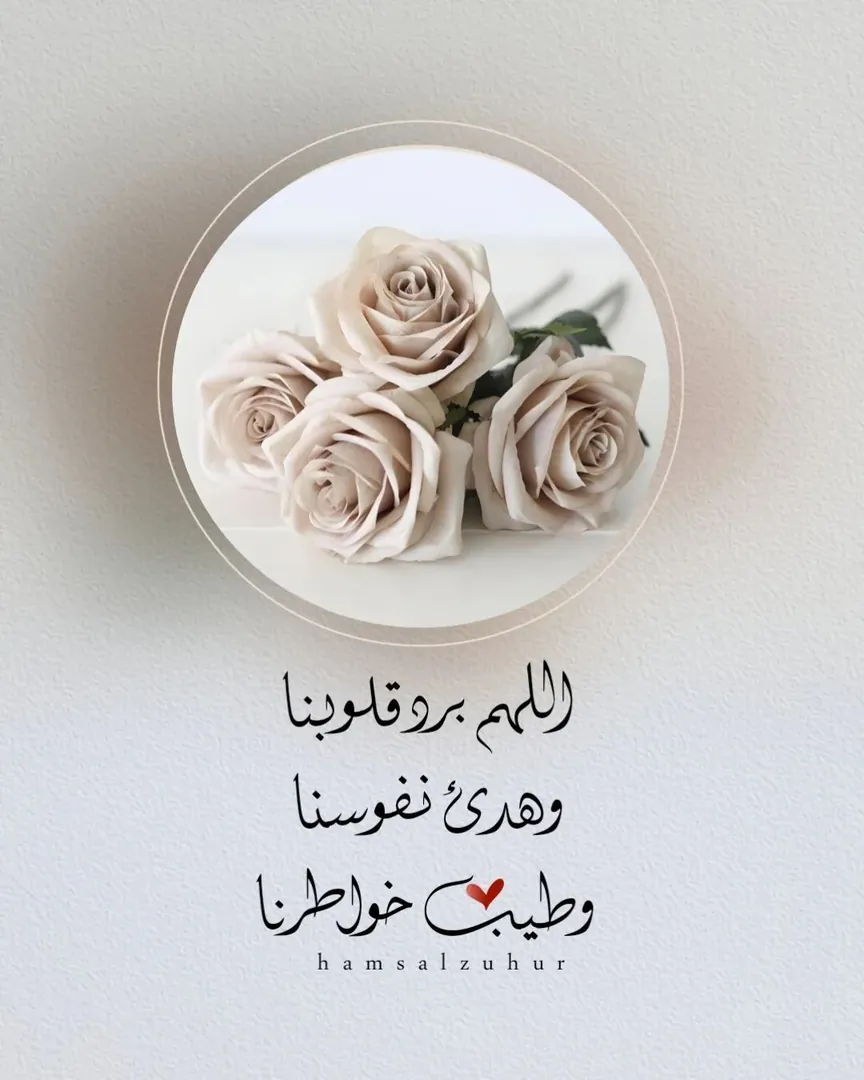 اللهم برد قلوبنا
وهدئ نفوسنا
وطيب خواطرنا
hamsalzuhur